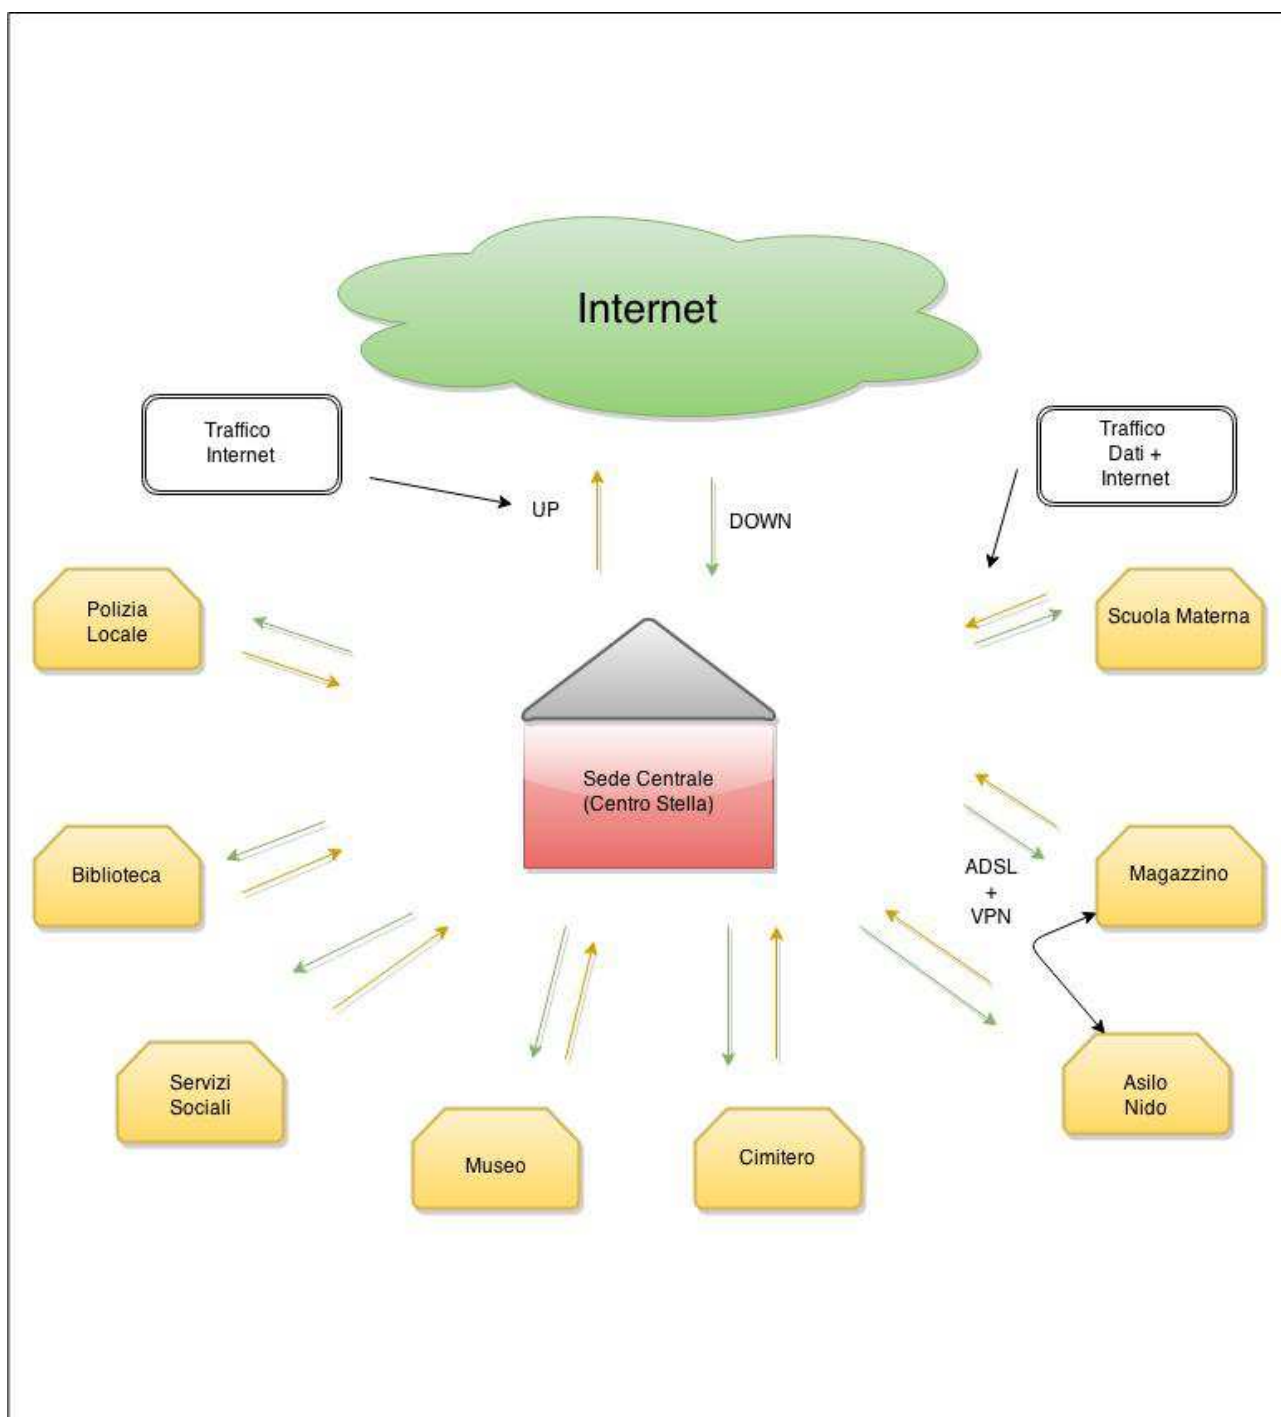 Internet
Traffico
Internet
Traffico
Dati +
Internet
UP
DOWN
Polizia
Locale
Scuola Materna
Sede Centrale
(Centro Stella)
Biblioteca
ADSL
+
VPN
Magazzino
Servizi
Sociali
Asilo
Nido
Museo
Cimitero